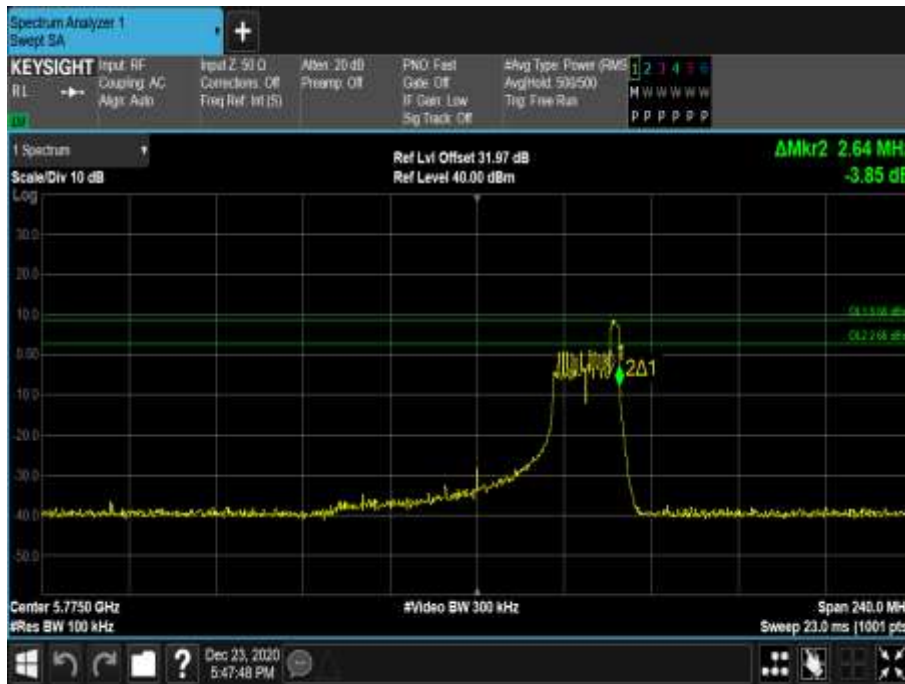 Spectrum Analyzer 1
Swept SA
+
KEYSIGHT
RL
Input: RF
Coupling: AC
Align: Auto
Input Z: 50 Ω
Corrections: Off
Freq Ref: Int (S)
Atten: 20 dB
Preamp: Off
PNO: Fast
Gate: Off
IF Gain: Low
Sig Track: Off
#Avg Type: Power (RMS
Avg|Hold: 500/500
Trig: Free Run
1 2 3 4 5 6
M W W W W W
P P P P P P
1 Spectrum
Scale/Div 10 dB
Ref Lvl Offset 31.97 dB
Ref Level 40.00 dBm
ΔMkr2 2.64 MH
-3.85 dB
Log
30.0
20.0
10.0
0.00
-10.0
-20.0
-30.0
-40.0
-50.0
2Δ1
Center 5.7750 GHz
#Res BW 100 kHz
#Video BW 300 kHz
Span 240.0 MH
Sweep 23.0 ms (1001 pts
?
Dec 23, 2020
5:47:48 PM